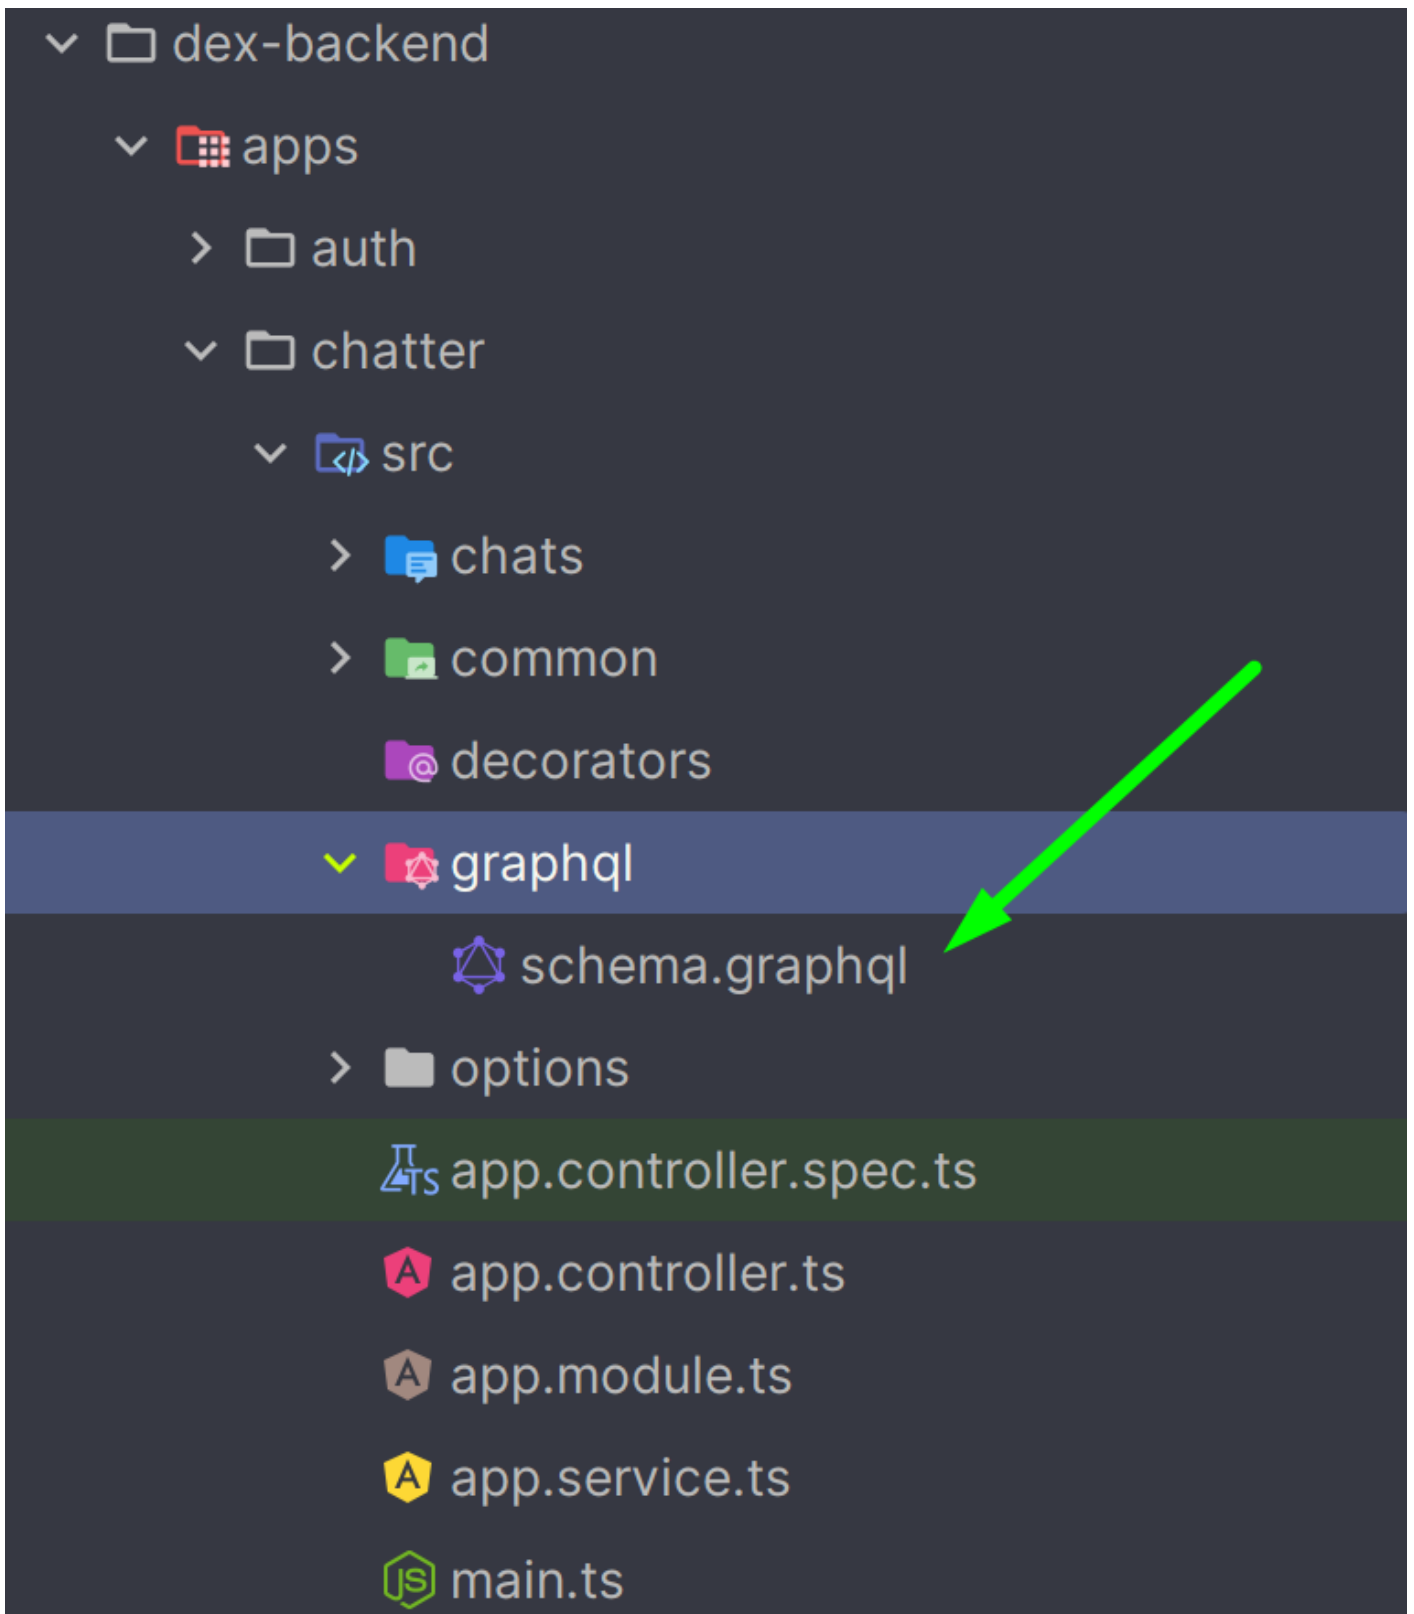 dex-backend
apps
auth
chatter
src
chats
common
decorators
graphql
schema.graphql
options
app.controller.spec.ts
app.controller.ts
app.module.ts
app.service.ts
main.ts